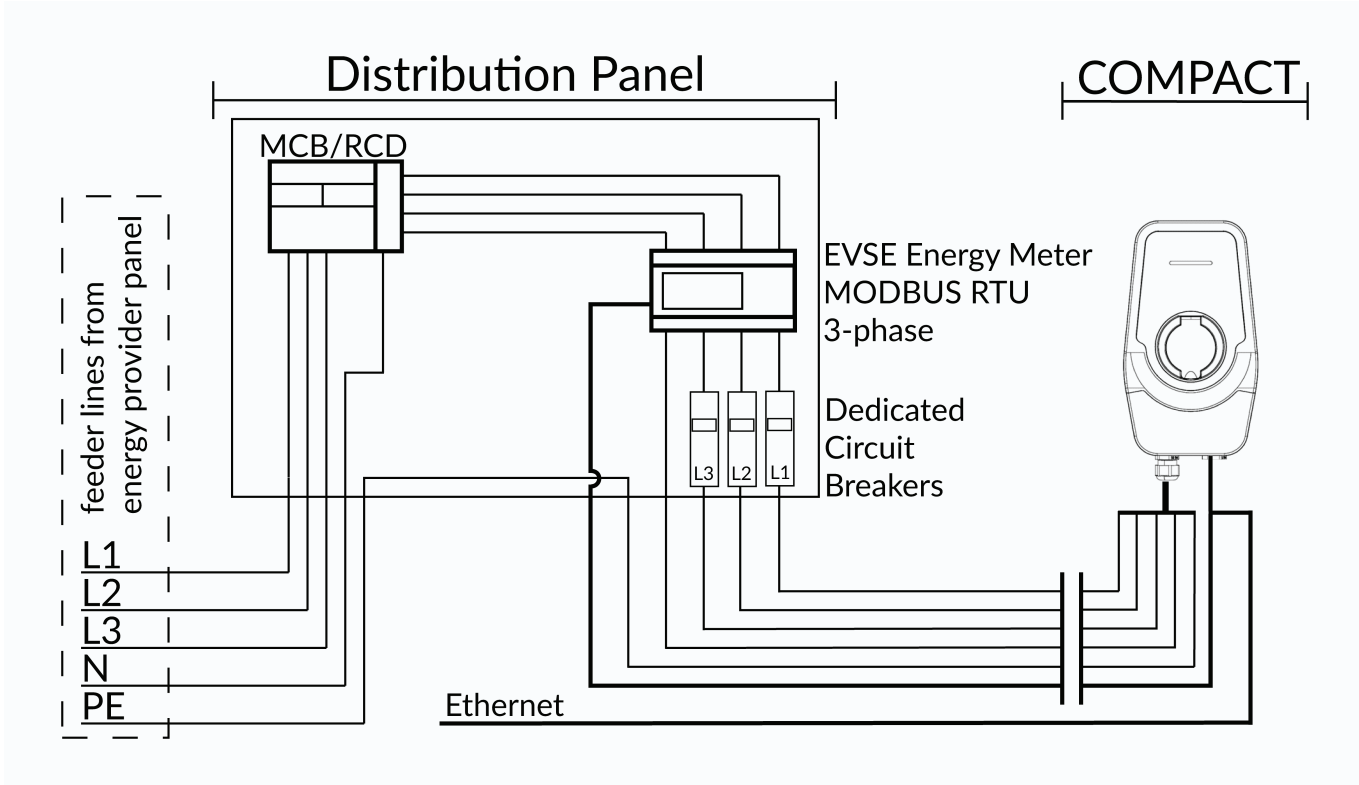 Distribution Panel
COMPACT
MCB/RCD
feeder lines from
energy provider panel
EVSE Energy Meter
MODBUS RTU
3-phase
Dedicated
Circuit
Breakers
L3
L2
L1
L1
L2
L3
N
PE
Ethernet